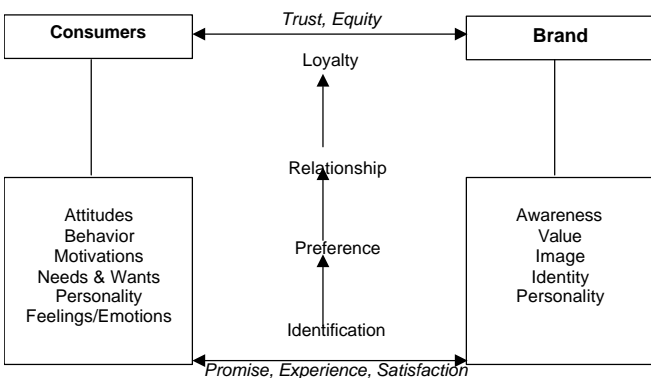 Trust, Equity
Consumers
Brand
Loyalty
Relationship
Preference
Identification
Attitudes
Behavior
Motivations
Needs & Wants
Personality
Feelings/Emotions
Awareness
Value
Image
Identity
Personality
Promise, Experience, Satisfaction